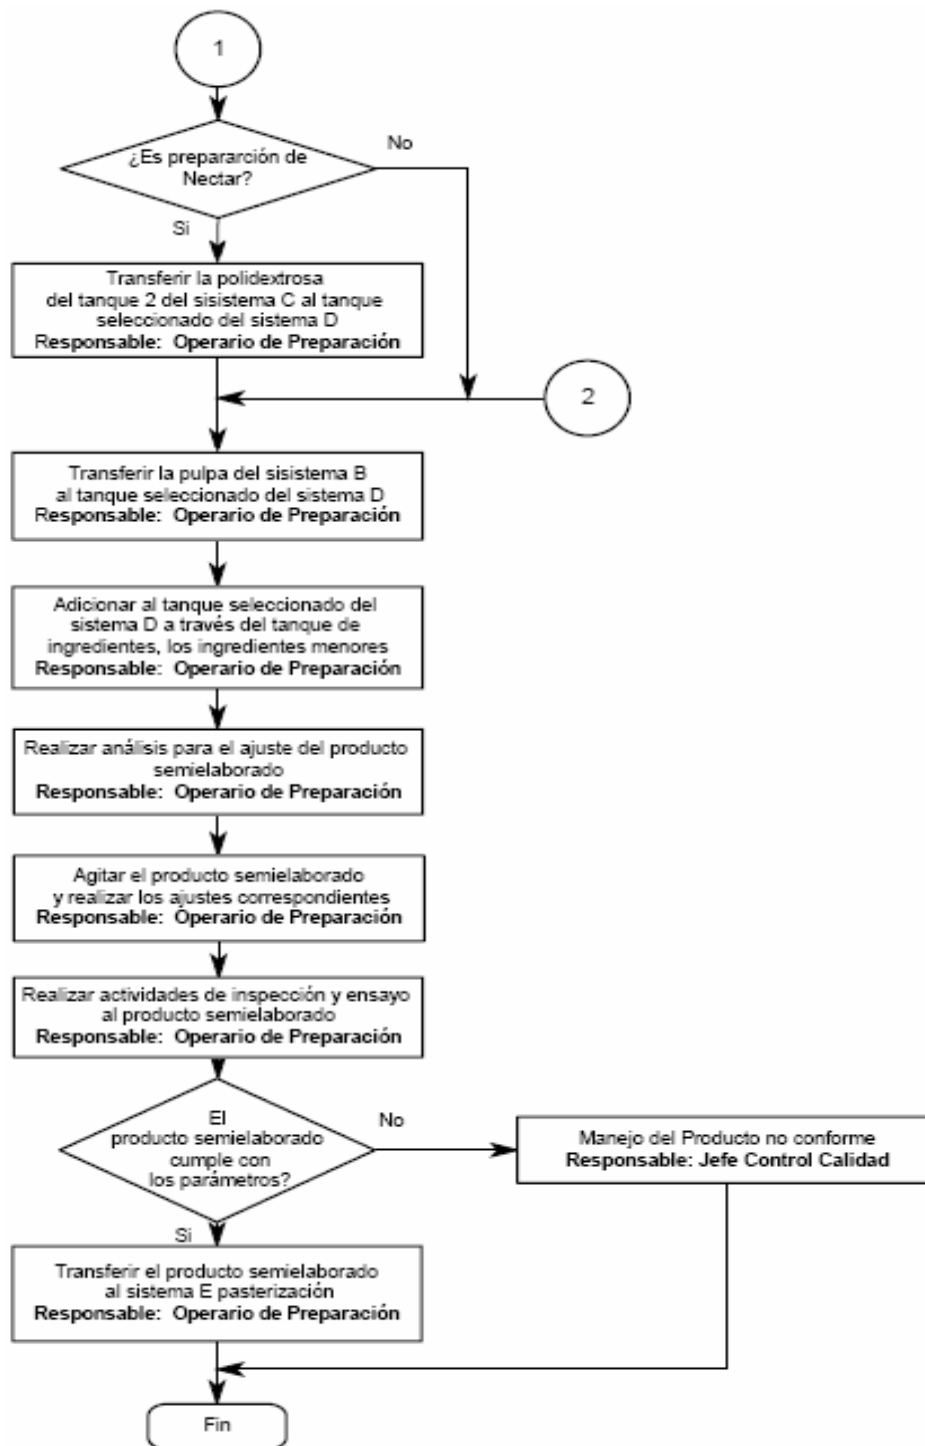 1
¿Es prepararción de
Nectar?
No
Si
Transferir la polidextrosa
del tanque 2 del sisistema C al tanque
seleccionado del sistema D
Responsable: Operario de Preparación
2
Transferir la pulpa del sisistema B
al tanque seleccionado del sistema D
Responsable: Operario de Preparación
Adicionar al tanque seleccionado del
sistema D a través del tanque de
ingredientes, los ingredientes menores
Responsable: Operario de Preparación
Realizar análisis para el ajuste del producto
semielaborado
Responsable: Operario de Preparación
Agitar el producto semielaborado
y realizar los ajustes correspondientes
Responsable: Operario de Preparación
Realizar actividades de inspección y ensayo
al producto semielaborado
Responsable: Operario de Preparación
El
producto semielaborado
cumple con
los parámetros?
No
Manejo del Producto no conforme
Responsable: Jefe Control Calidad
Si
Transferir el producto semielaborado
al sistema E pasterización
Responsable: Operario de Preparación
Fin